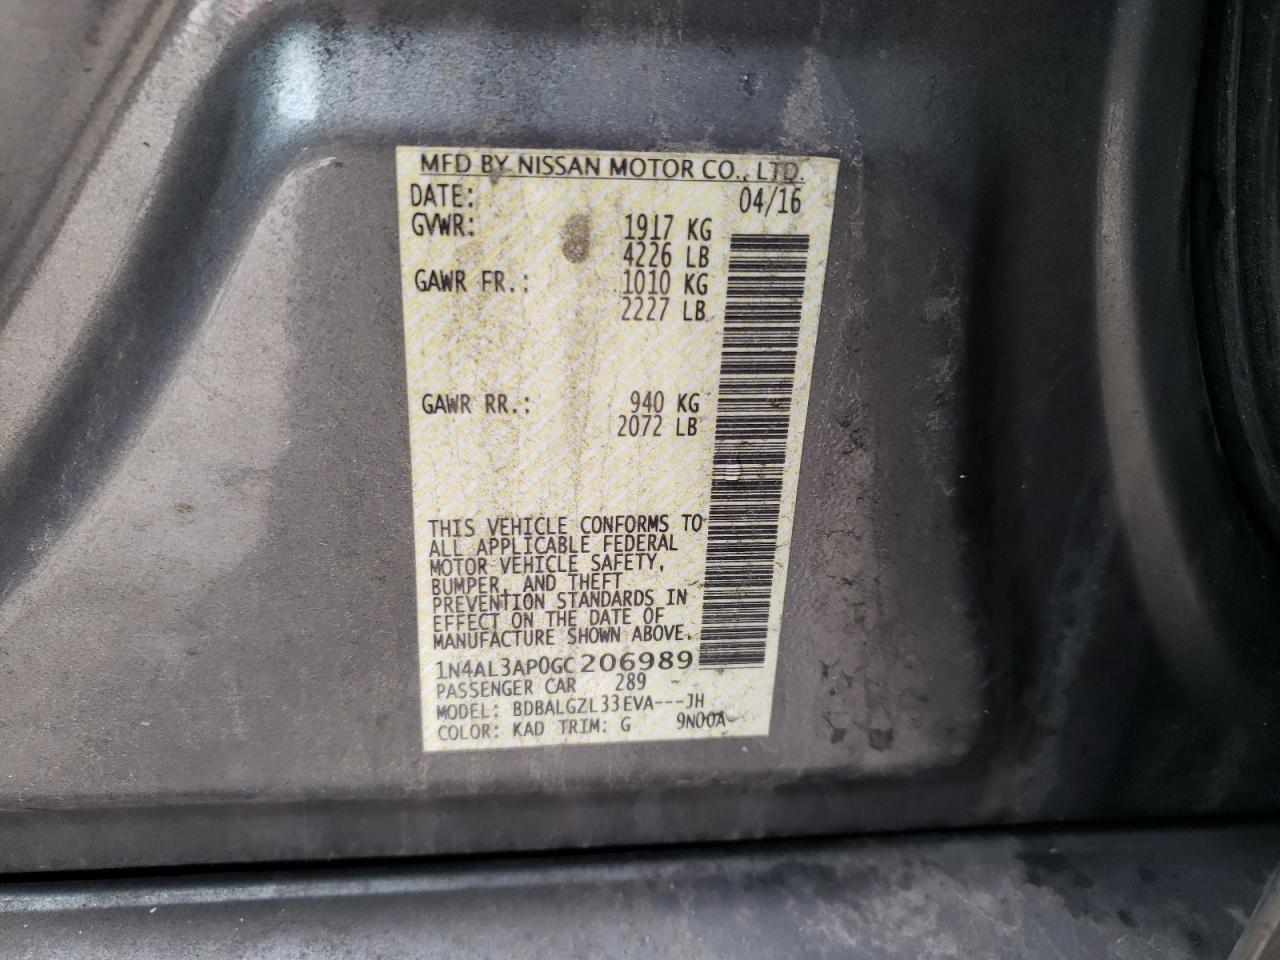 MFD BY NISSAN MOTOR CO., LTD.
DATE: 04/16
GVWR: 1917 KG
4226 LB
GAWR FR.: 1010 KG
2227 LB
GAWR RR.: 940 KG
2072 LB
THIS VEHICLE CONFORMS TO
ALL APPLICABLE FEDERAL
MOTOR VEHICLE SAFETY,
BUMPER, AND THEFT
PREVENTION STANDARDS IN
EFFECT ON THE DATE OF
MANUFACTURE SHOWN ABOVE.
1N4AL3AP0GC206989
PASSENGER CAR 289
MODEL: BDBALGZL33EVA---JH
COLOR: KAD TRIM: G 9N00A